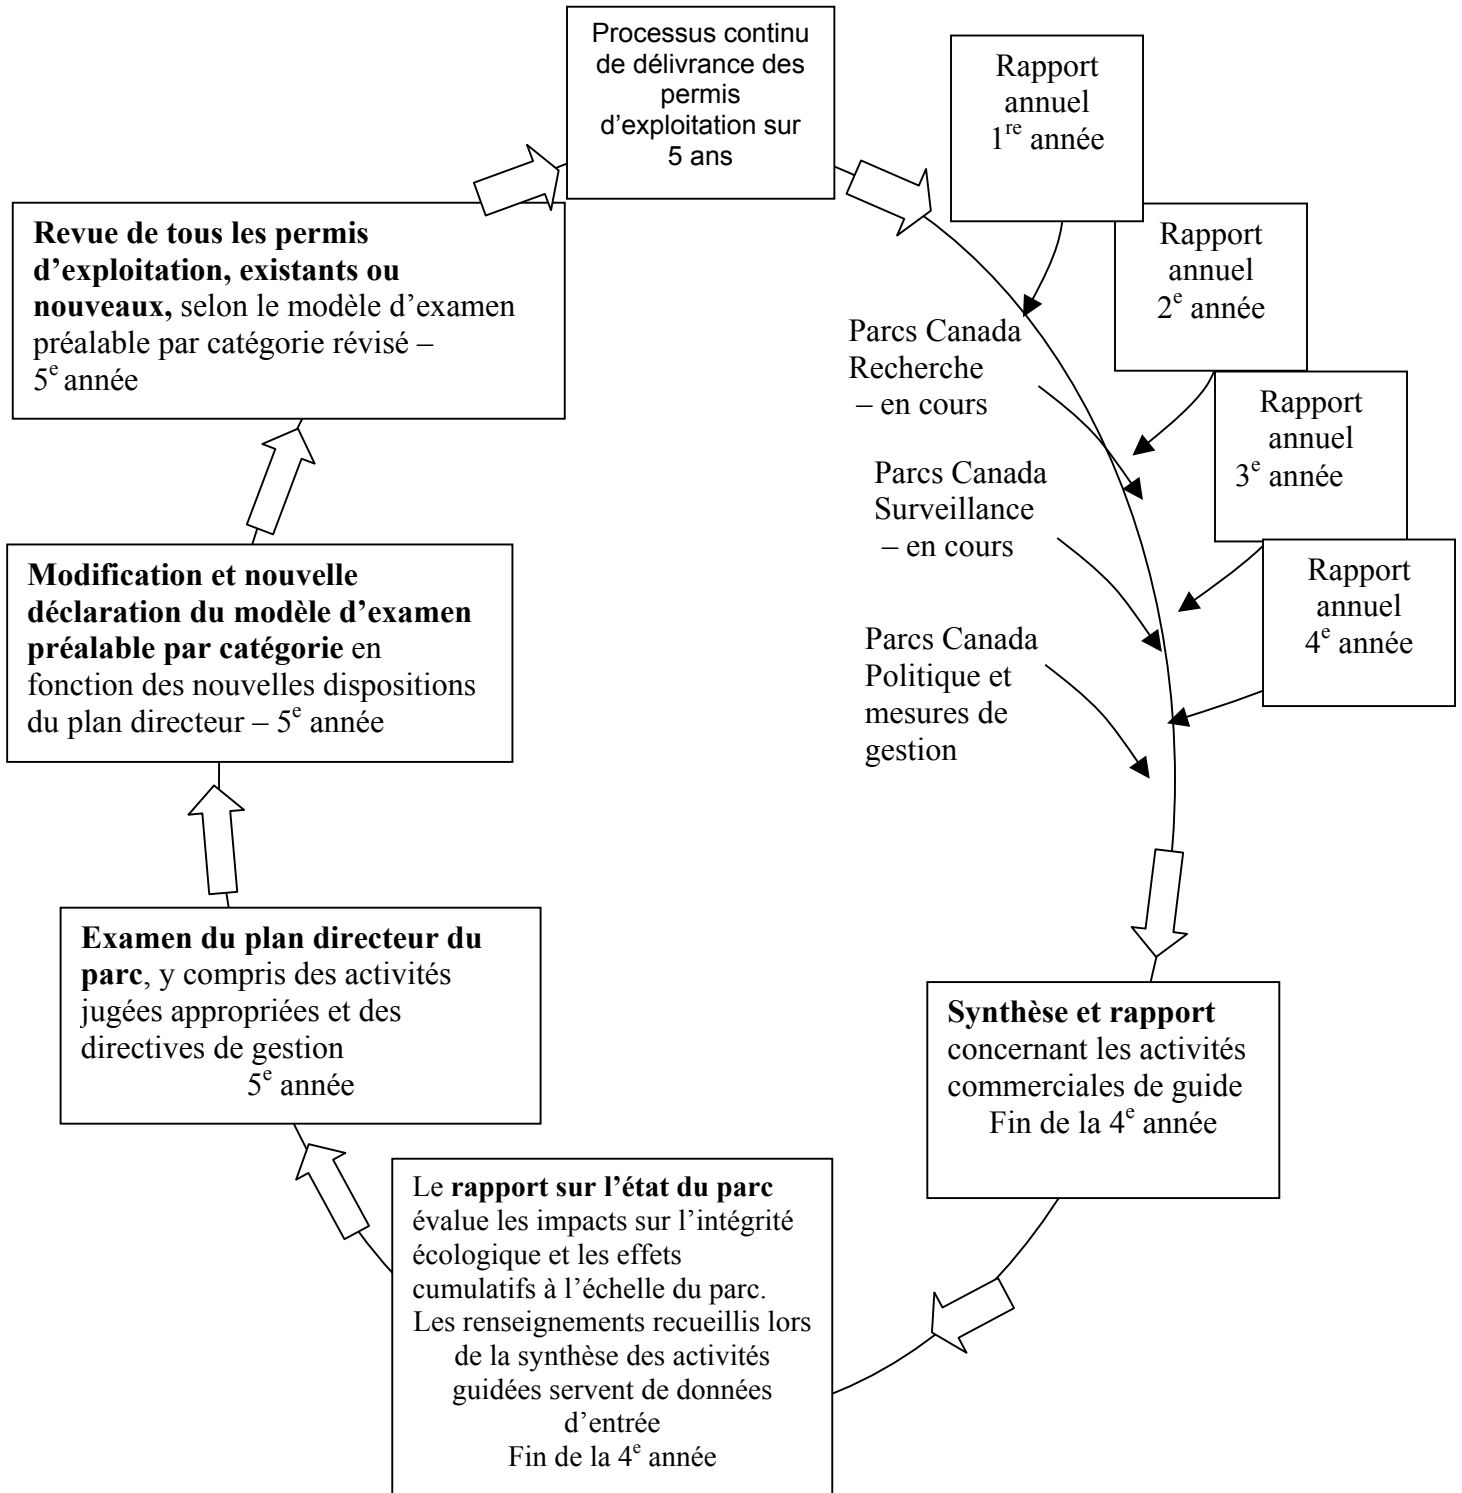 Processus continu
de délivrance des
permis
d'exploitation sur
5 ans
Rapport
annuel
1re année
Rapport
annuel
2e année
Rapport
annuel
3e année
Rapport
annuel
4e année
Parcs Canada
Recherche
– en cours
Parcs Canada
Surveillance
– en cours
Parcs Canada
Politique et
mesures de
gestion
Synthèse et rapport
concernant les activités
commerciales de guide
Fin de la 4e année
Le rapport sur l’état du parc
évalue les impacts sur l’intégrité
écologique et les effets
cumulatifs à l’échelle du parc.
Les renseignements recueillis lors
de la synthèse des activités
guidées servent de données
d’entrée
Fin de la 4e année
Examen du plan directeur du
parc, y compris des activités
jugées appropriées et des
directives de gestion
5e année
Modification et nouvelle
déclaration du modèle d’examen
préalable par catégorie en
fonction des nouvelles dispositions
du plan directeur – 5e année
Revue de tous les permis
d’exploitation, existants ou
nouveaux, selon le modèle d’examen
préalable par catégorie révisé –
5e année